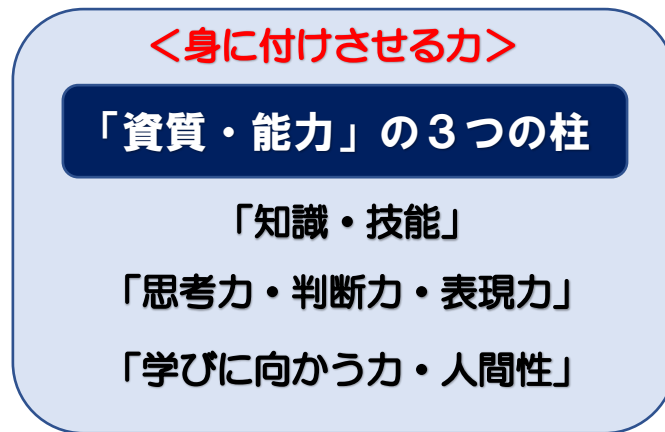 ＜身に付けさせる力＞
「資質・能力」の３つの柱
「知識・技能」
「思考力・判断力・表現力」
「学びに向かう力・人間性」